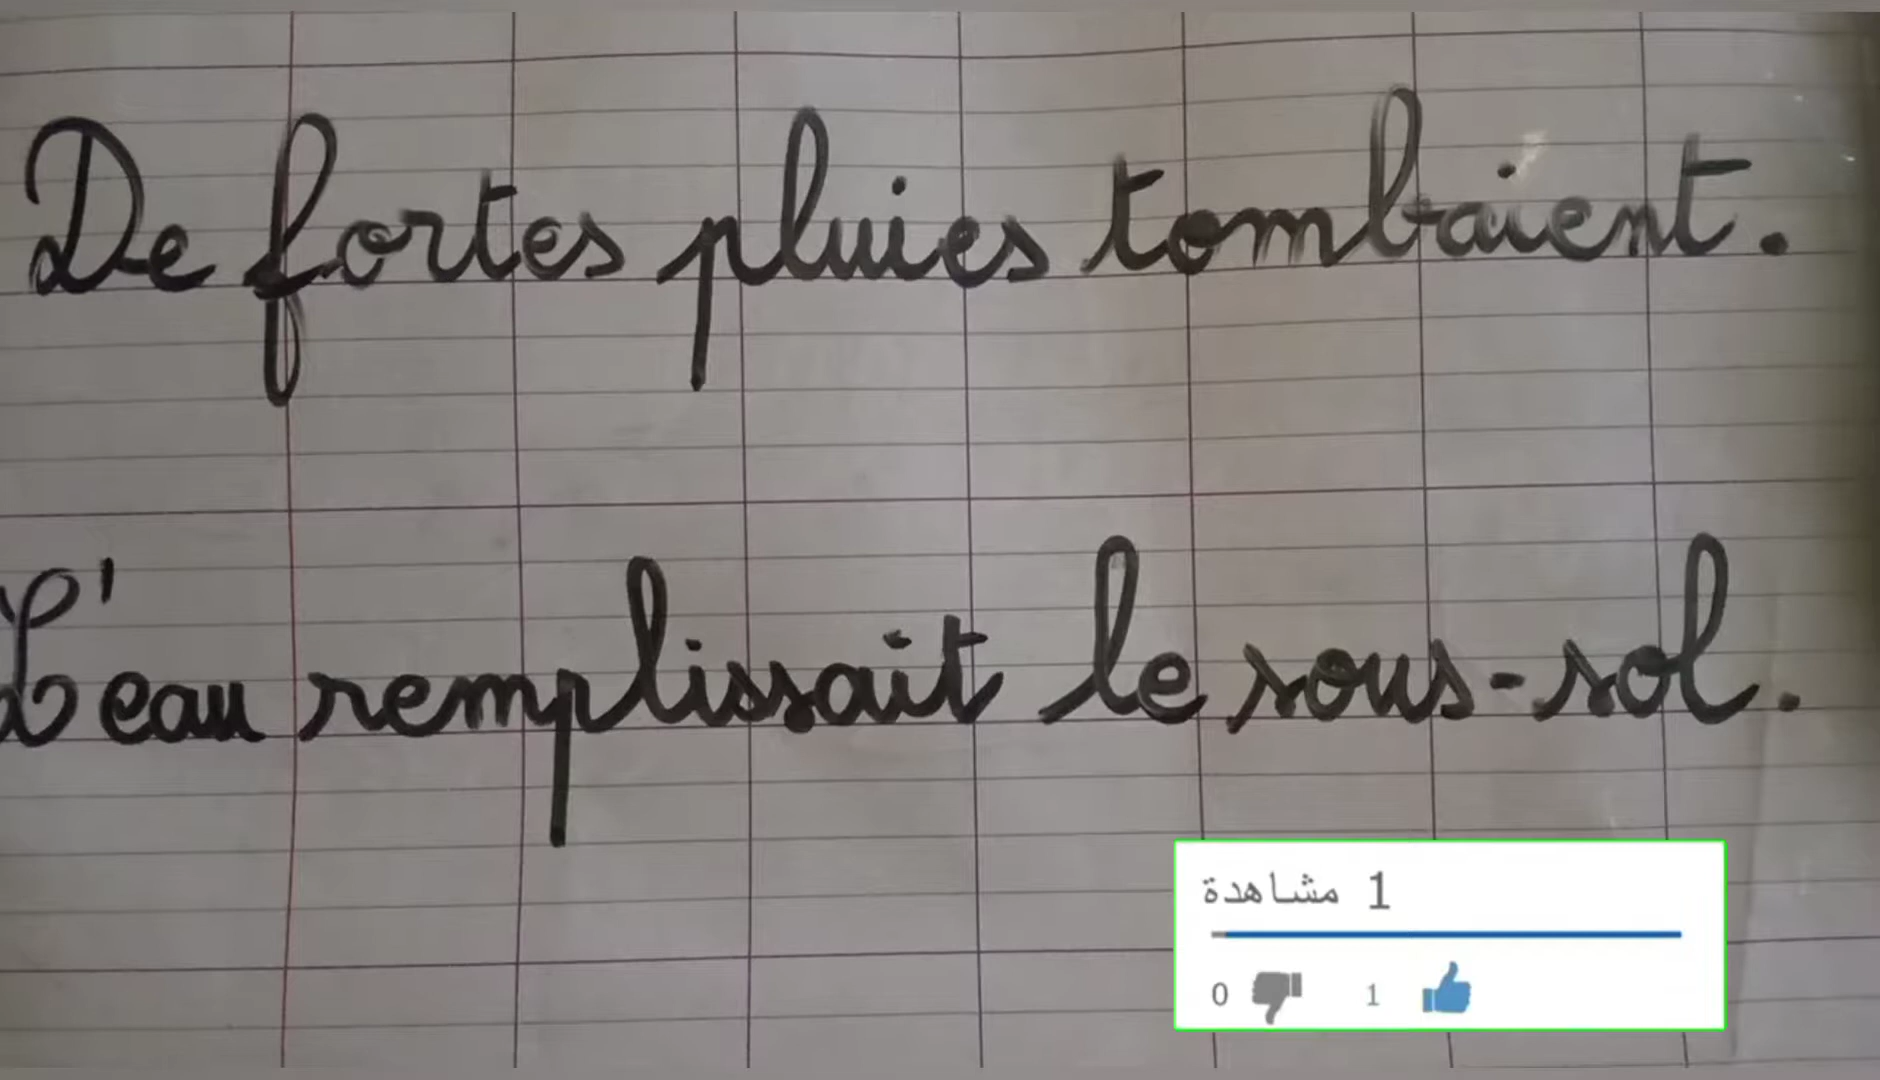 De fortes pluies tombaient.
L'eau remplissait le sous-sol.
1 مشاهدة
0 1